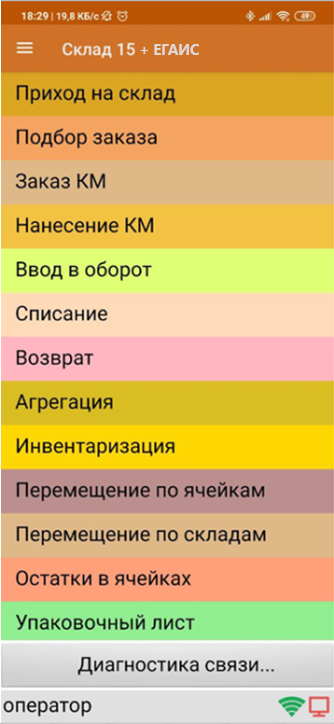 18:29 | 19,8 КБ/с
49
Склад 15 + ЕГАИС
Приход на склад
Подбор заказа
Заказ КМ
Нанесение КМ
Ввод в оборот
Списание
Возврат
Агрегация
Инвентаризация
Перемещение по ячейкам
Перемещение по складам
Остатки в ячейках
Упаковочный лист
Диагностика связи...
оператор